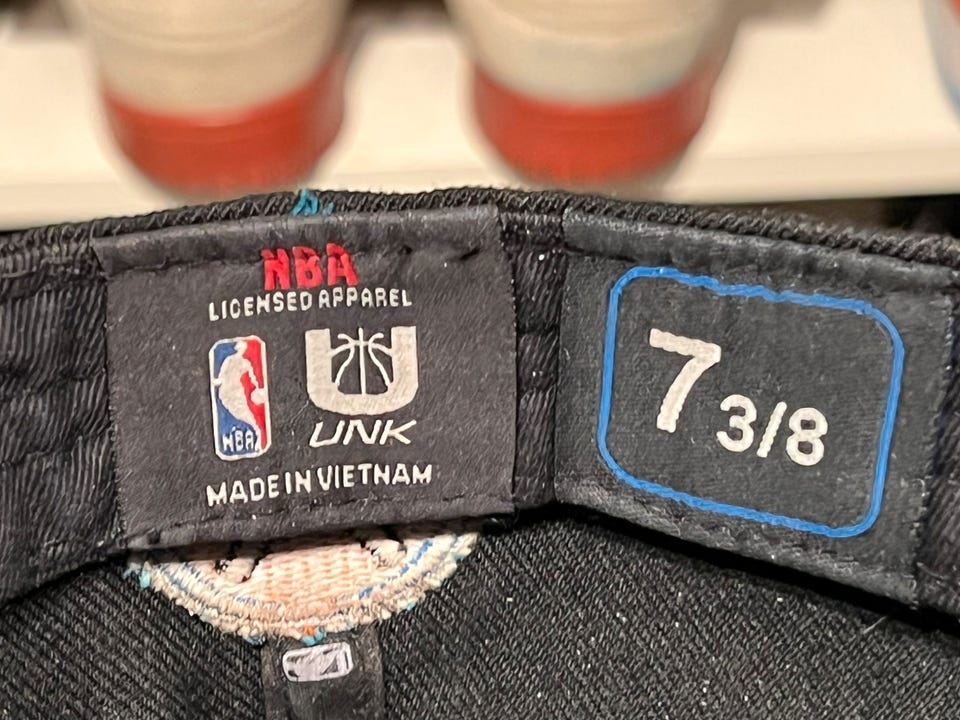 NBA
LICENSED APPAREL
NBA
UNK
MADE IN VIETNAM
7 3/8